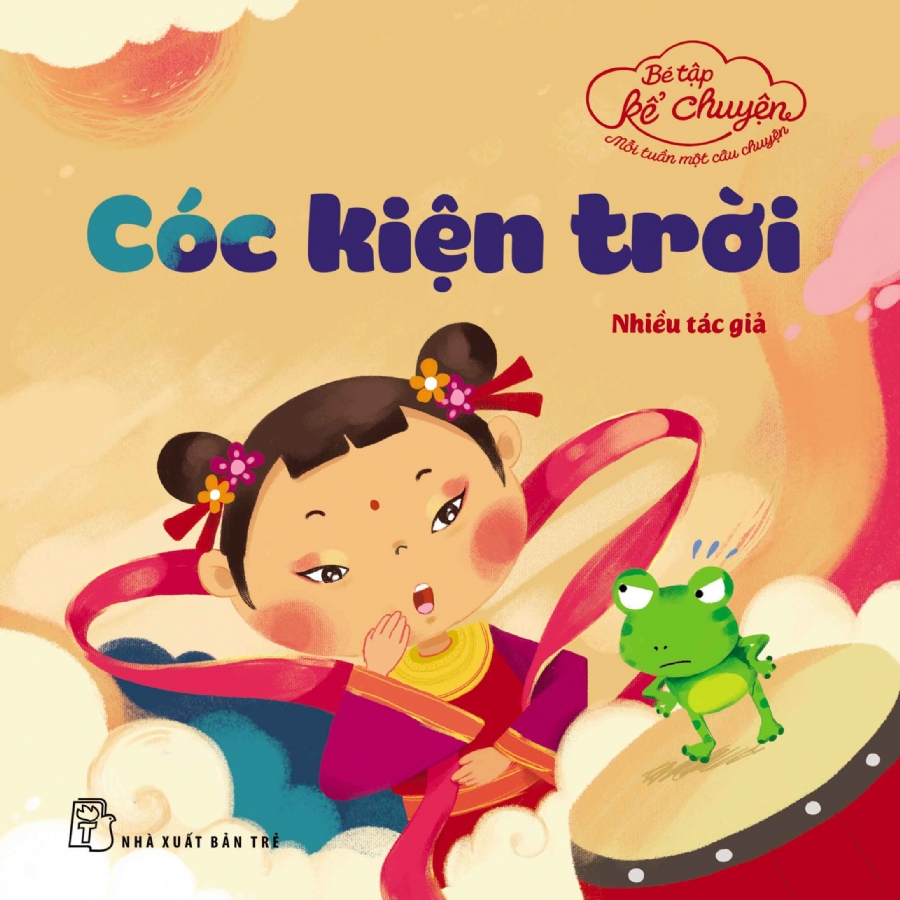 Bé tập
kể chuyện
Mỗi tuần một câu chuyện
Cóc kiện trời
Nhiều tác giả
T
NHÀ XUẤT BẢN TRẺ